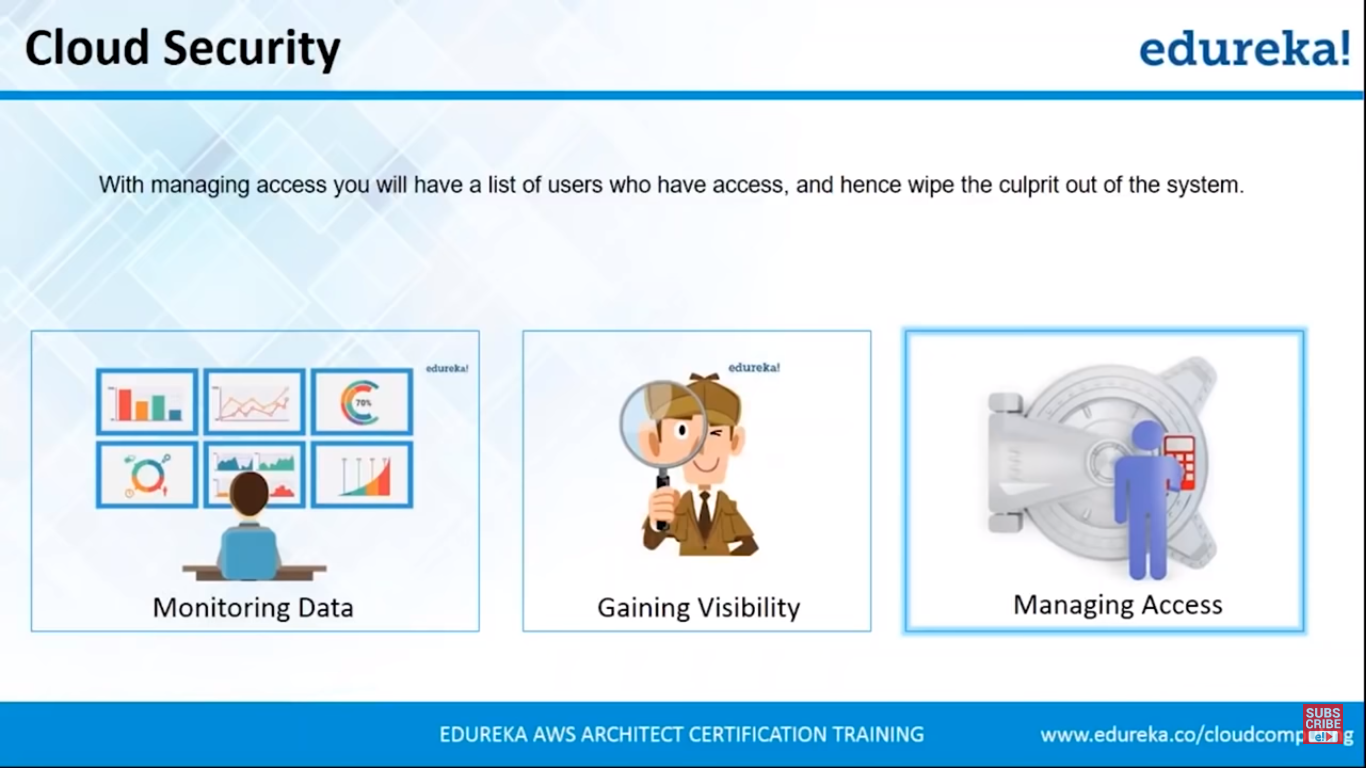 Cloud Security
edureka!
With managing access you will have a list of users who have access, and hence wipe the culprit out of the system.
edureka!
edureka!
70%
Monitoring Data
Gaining Visibility
Managing Access
EDUREKA AWS ARCHITECT CERTIFICATION TRAINING
www.edureka.co/cloudcomp
g
SUBS
CRIBE
e!